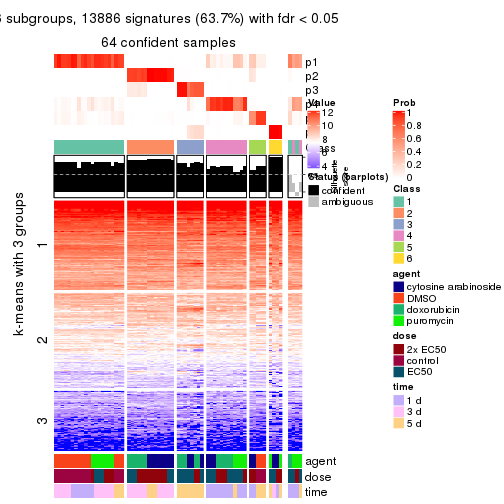 subgroups, 13886 signatures (63.7%) with fdr < 0.05
64 confident samples
p1
p2
p3
Value
12
10
8
4
Prob
1
0.8
0.6
0.4
0.2
0
Status (barplots)
confident
ambiguous
Class
1
2
3
4
5
6
k-means with 3 groups
1
2
3
agent
cytosine arabinoside
DMSO
doxorubicin
puromycin
dose
2x EC50
control
EC50
time
1 d
3 d
5 d
agent
dose
time